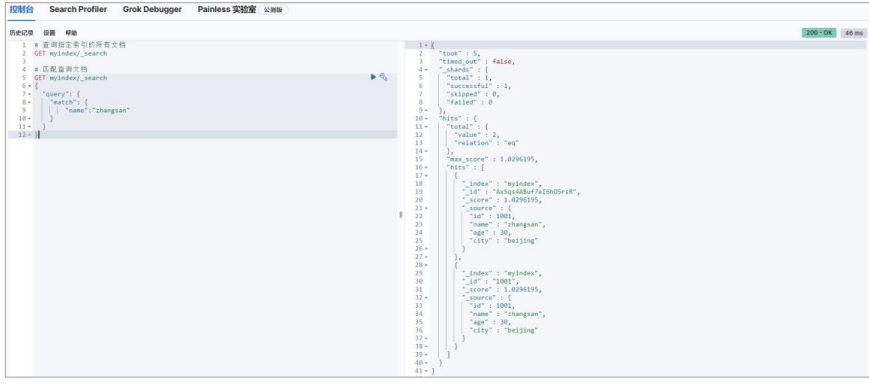 控制台 Search Profiler Grok Debugger Painless 实验室 公测版
历史记录 设置 帮助
200 - OK 46 ms
1 # 查询指定索引的所有文档
2 GET myindex/_search
3
4 # 匹配查询文档
5 GET myindex/_search
6 {
7 "query": {
8 "match": {
9 "name":"zhangsan"
10 }
11 }
12 }
1 {
2 "took" : 5,
3 "timed_out" : false,
4 "_shards" : {
5 "total" : 1,
6 "successful" : 1,
7 "skipped" : 0,
8 "failed" : 0
9 },
10 "hits" : {
11 "total" : {
12 "value" : 2,
13 "relation" : "eq"
14 },
15 "max_score" : 1.0296195,
16 "hits" : [
17 {
18 "_index" : "myindex",
19 "_id" :
20 "_score" : 1.0296195,
21 "_source" : {
22 "id" : 1001,
23 "name" : "zhangsan",
24 "age" : 30,
25 "city" : "beijing"
26 }
27 },
28 {
29 "_index" : "myindex",
30 "_id" : "1001",
31 "_score" : 1.0296195,
32 "_source" : {
33 "id" : 1001,
34 "name" : "zhangsan",
35 "age" : 30,
36 "city" : "beijing"
37 }
38 }
39 ]
40 }
41 }